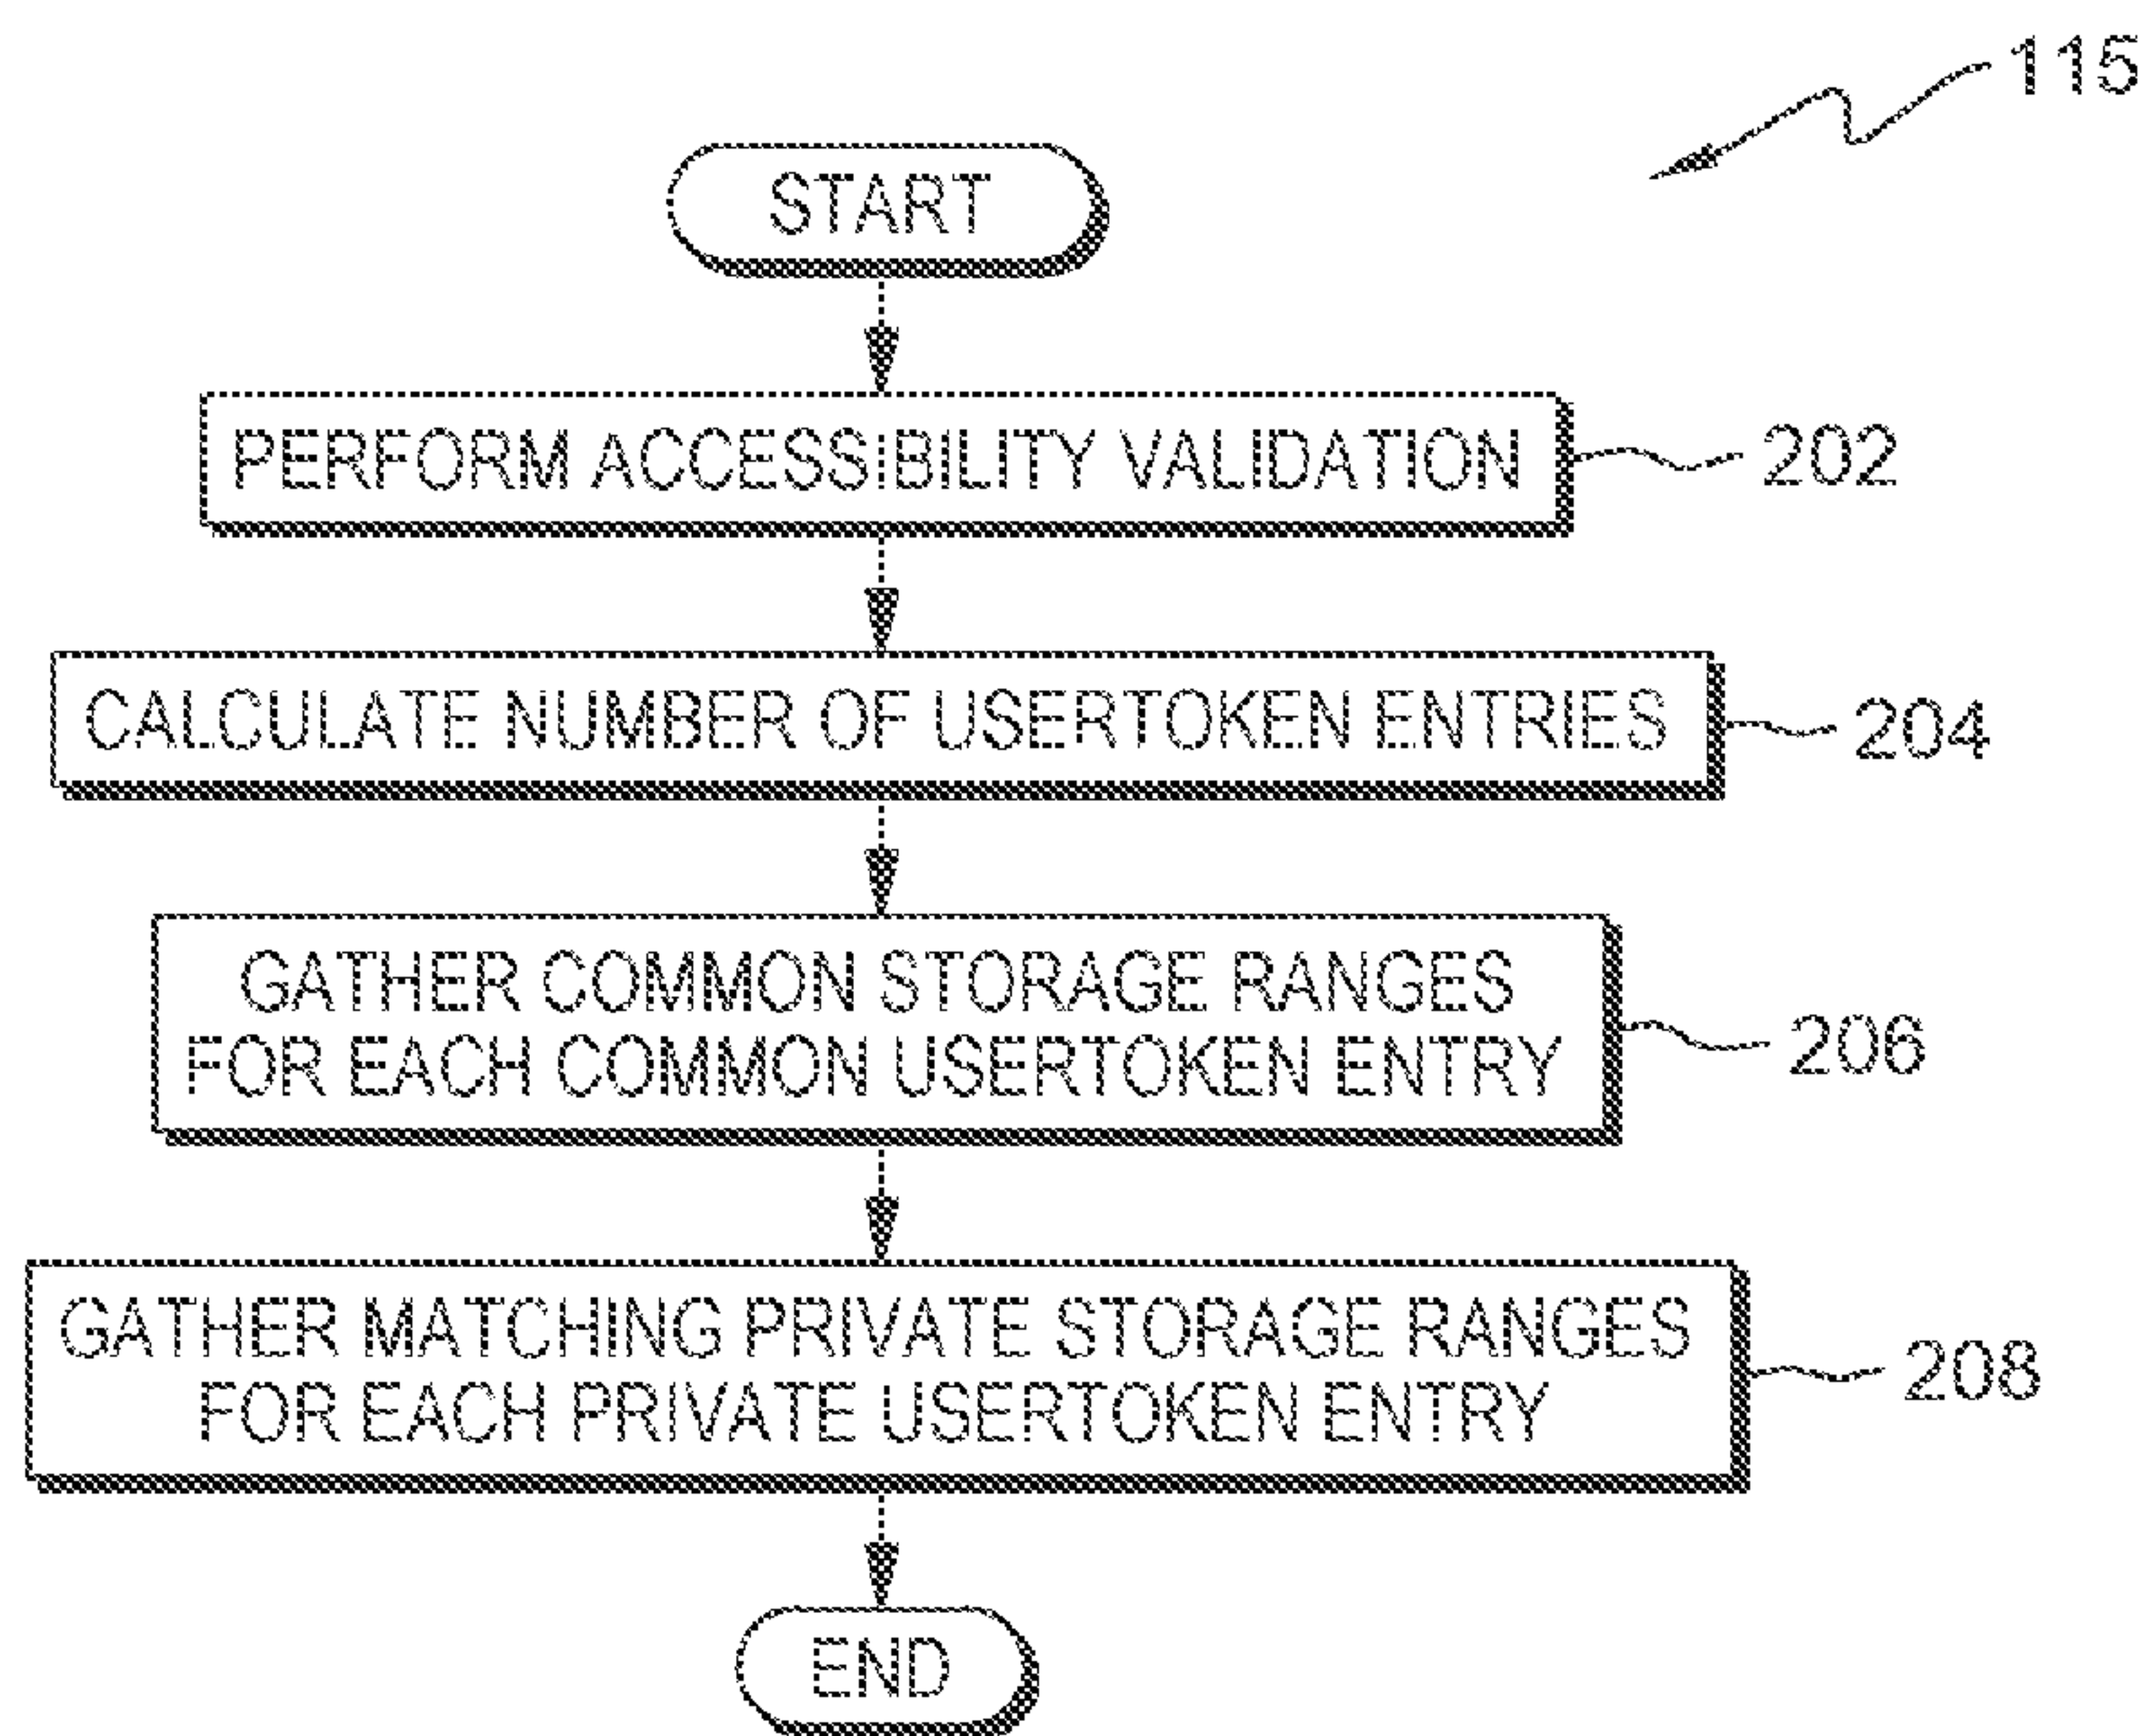 115
START
PERFORM ACCESSIBILITY VALIDATION
202
CALCULATE NUMBER OF USERTOKEN ENTRIES
204
GATHER COMMON STORAGE RANGES
FOR EACH COMMON USERTOKEN ENTRY
206
GATHER MATCHING PRIVATE STORAGE RANGES
FOR EACH PRIVATE USERTOKEN ENTRY
208
END